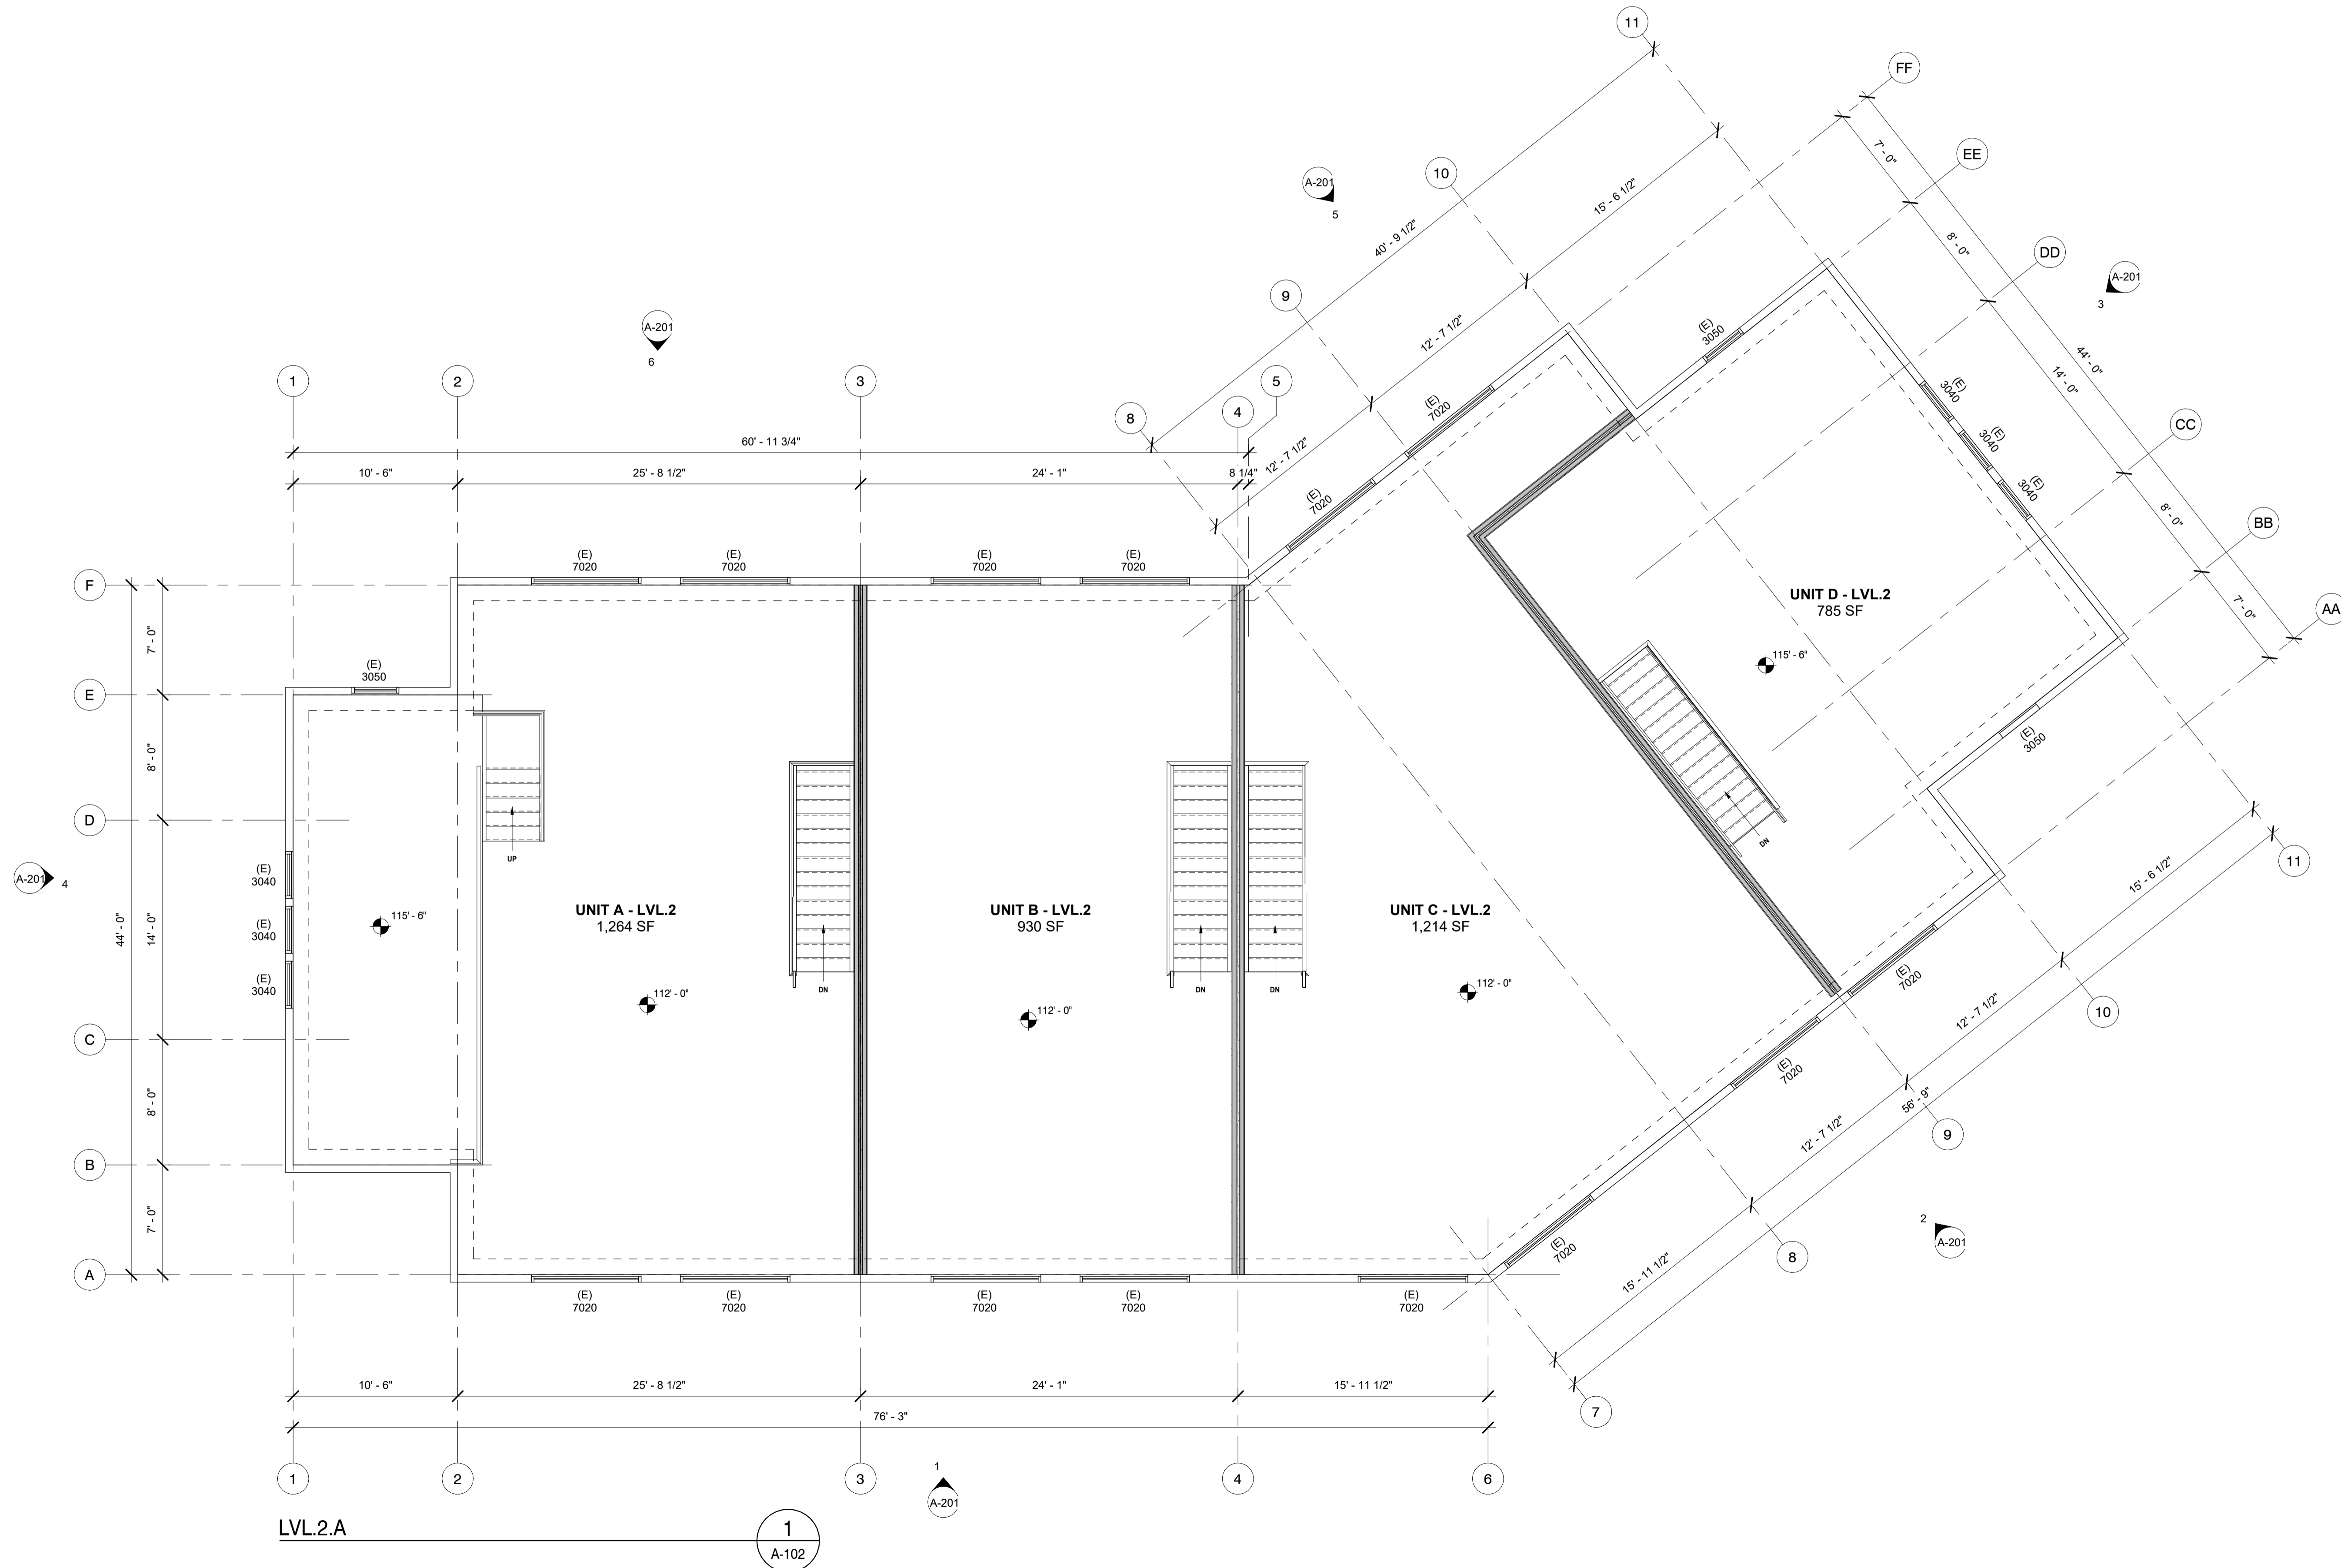 11
FF
EE
7' - 0"
10
A-201
5
15' - 6 1/2"
40' - 9 1/2"
8' - 0"
DD
A-201
3
9
A-201
6
12' - 7 1/2"
(E)
3050
14' - 0"
44' - 0"
1
2
3
5
4
8
(E)
7020
(E)
3040
(E)
3040
(E)
3040
CC
60' - 11 3/4"
10' - 6"
25' - 8 1/2"
24' - 1"
8 1/4"
12' - 7 1/2"
(E)
7020
8' - 0"
BB
(E)
7020
(E)
7020
(E)
7020
(E)
7020
F
7' - 0"
AA
UNIT D - LVL.2
785 SF
115' - 6"
7' - 0"
(E)
3050
E
8' - 0"
(E)
3050
D
UP
DN
11
A-201
4
(E)
3040
(E)
3040
(E)
3040
44' - 0"
14' - 0"
115' - 6"
UNIT A - LVL.2
1,264 SF
UNIT B - LVL.2
930 SF
UNIT C - LVL.2
1,214 SF
15' - 6 1/2"
112' - 0"
112' - 0"
112' - 0"
DN
DN
DN
(E)
7020
10
12' - 7 1/2"
C
(E)
7020
8' - 0"
56' - 9"
9
12' - 7 1/2"
B
7' - 0"
2
A-201
(E)
7020
8
15' - 11 1/2"
A
(E)
7020
(E)
7020
(E)
7020
(E)
7020
(E)
7020
10' - 6"
25' - 8 1/2"
24' - 1"
15' - 11 1/2"
76' - 3"
7
1
2
3
4
6
1
A-201
LVL.2.A
1
A-102